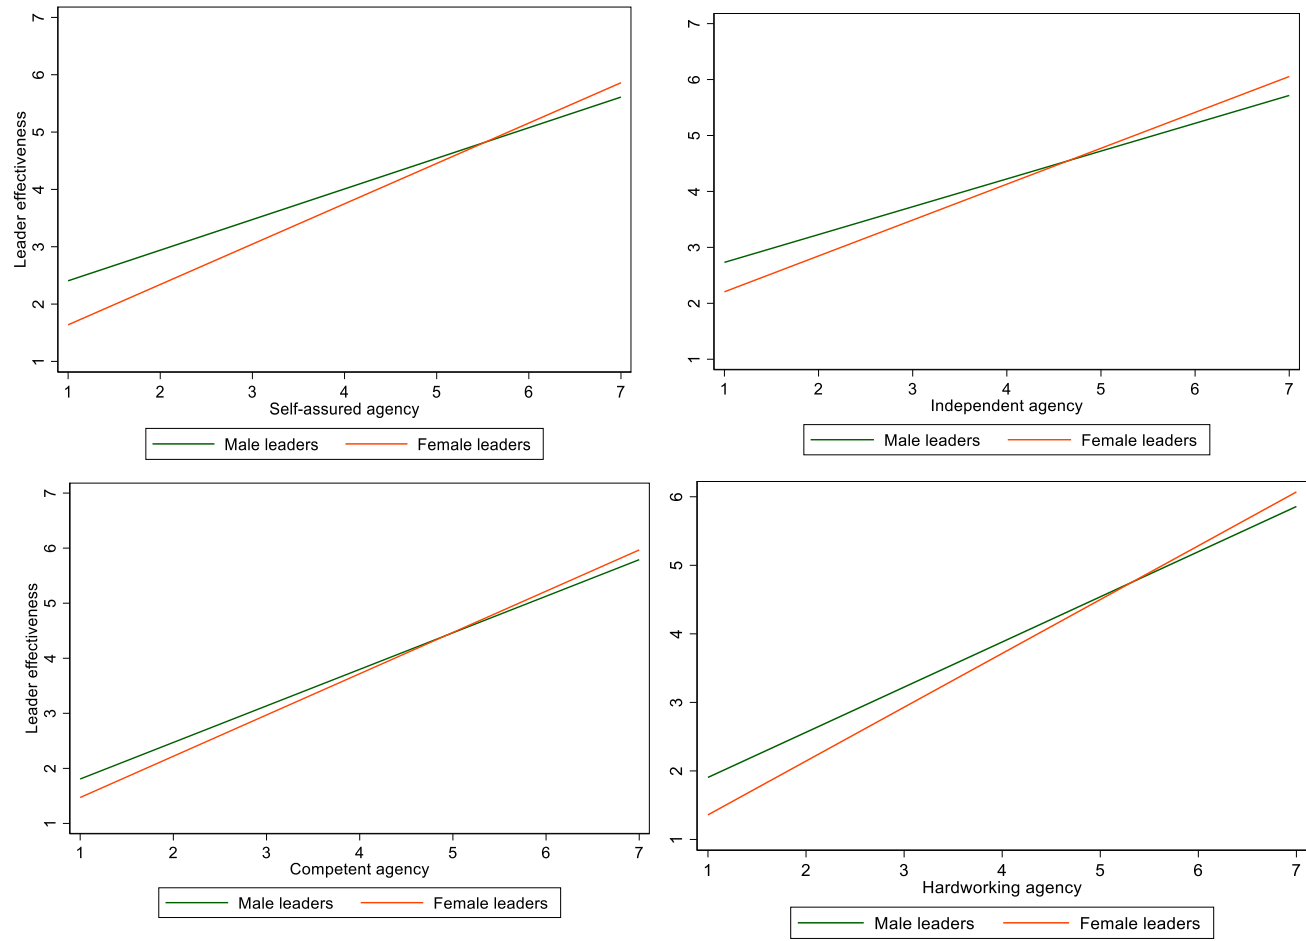 Leader effectiveness
7
6
5
4
3
2
1
1 2 3 4 5 6 7
Self-assured agency
Male leaders Female leaders
7
6
5
4
3
2
1
1 2 3 4 5 6 7
Independent agency
Male leaders Female leaders
Leader effectiveness
7
6
5
4
3
2
1
1 2 3 4 5 6 7
Competent agency
Male leaders Female leaders
6
5
4
3
2
1
1 2 3 4 5 6 7
Hardworking agency
Male leaders Female leaders